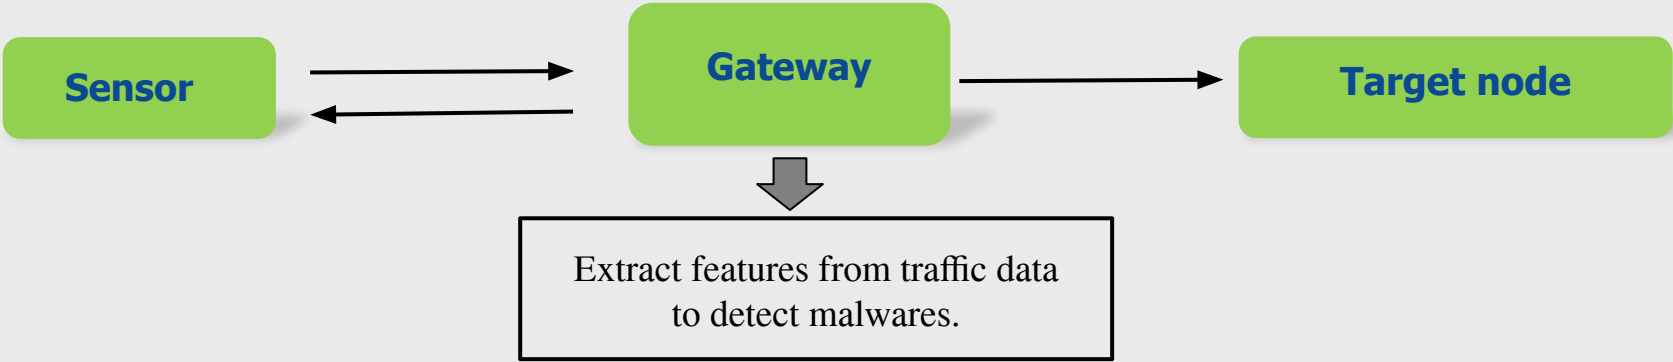 Sensor
Gateway
Target node
Extract features from traffic data
to detect malwares.